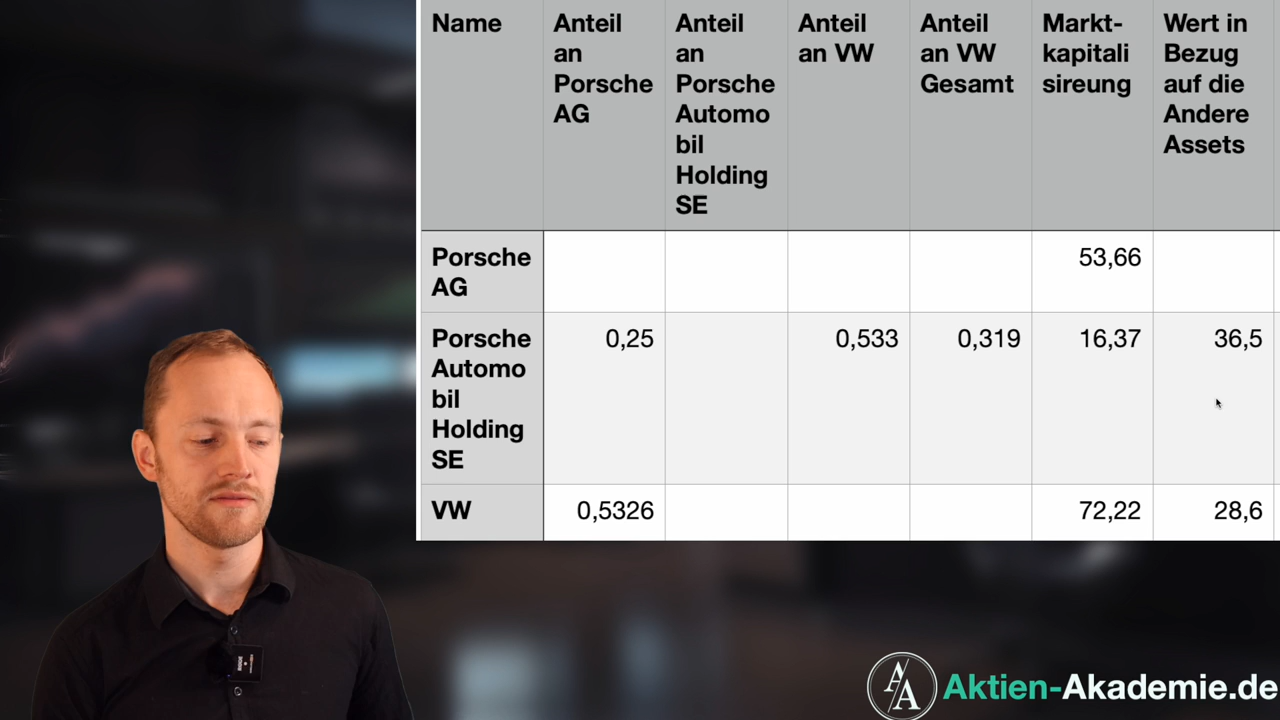 Name
Anteil
an
Porsche
AG
Anteil
an
Porsche
Automo
bil
Holding
SE
Anteil
an VW
Anteil
an VW
Gesamt
Markt-
kapitali
sireung
Wert in
Bezug
auf die
Andere
Assets
Porsche
AG
53,66
Porsche
Automo
bil
Holding
SE
0,25
0,533
0,319
16,37
36,5
VW
0,5326
72,22
28,6
AA
Aktien-Akademie.de